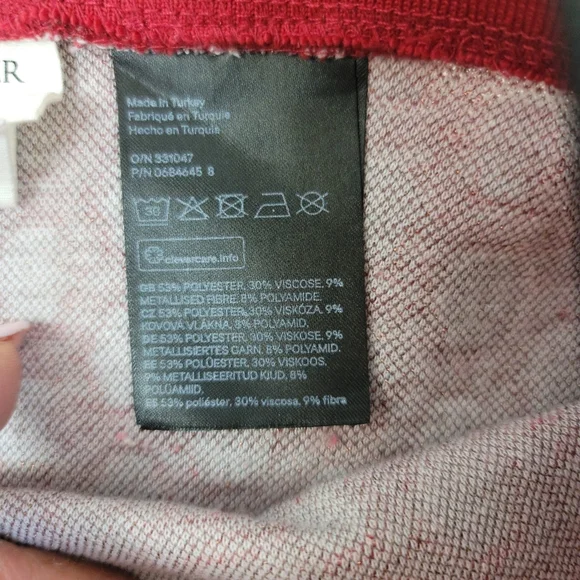 R
Made in Turkey
Fabriqué en Turquie
Hecho en Turquía
O/N 331047
P/N 0684645 8
30
clevercare.info
GB 53% POLYESTER, 30% VISCOSE, 9%
METALLISED FIBRE, 8% POLYAMIDE.
CZ 53% POLYESTER, 30% VISKÓZA, 9%
KOVOVÁ VLÁKNA, 8% POLYAMID.
DE 53% POLYESTER, 30% VISKOSE, 9%
METALLISIERTES GARN, 8% POLYAMID.
EE 53% POLÜESTER, 30% VISKOOS,
9% METALLISEERITUD KIUD, 8%
POLÜAMIID.
ES 53% poliéster, 30% viscosa, 9% fibra